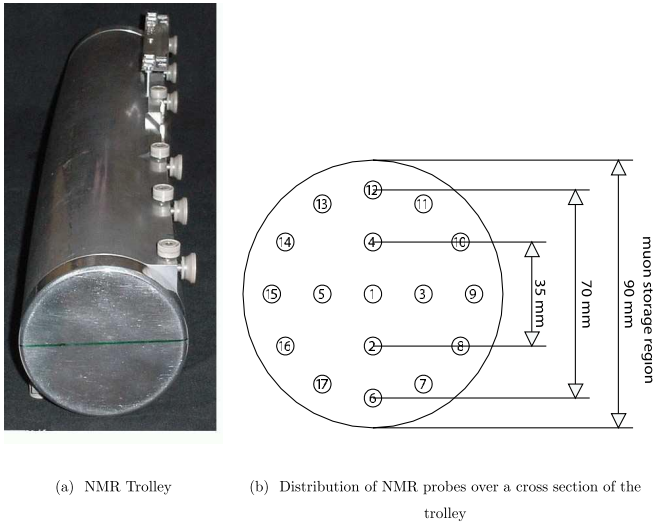 12
13
11
14
4
10
15
5
1
3
9
16
2
8
17
7
6
35 mm
70 mm
90 mm
muon storage region
(a) NMR Trolley
(b) Distribution of NMR probes over a cross section of the
trolley